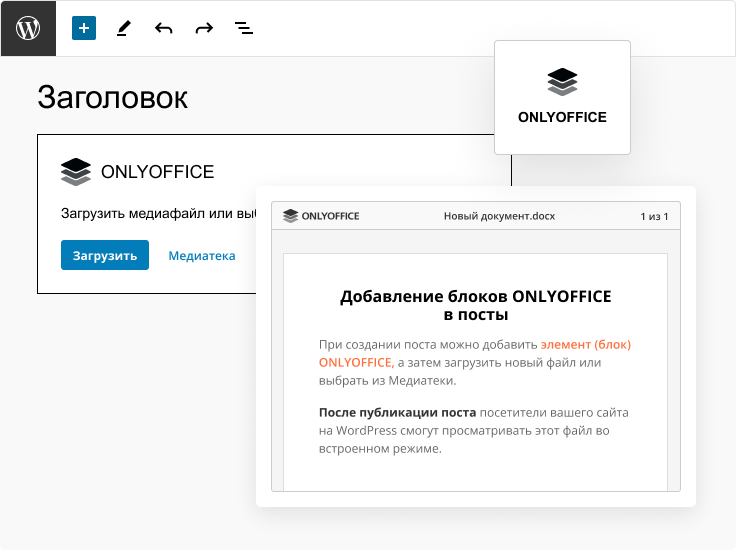 Заголовок
ONLYOFFICE
ONLYOFFICE
Загрузить медиафайл или
Загрузить
Медиатека
ONLYOFFICE
Новый документ.docx
1 из 1
Добавление блоков ONLYOFFICE
в посты
При создании поста можно добавить элемент (блок)
ONLYOFFICE, а затем загрузить новый файл или
выбрать из Медиатеки.
После публикации поста посетители вашего сайта
на WordPress смогут просматривать этот файл во
встроенном режиме.